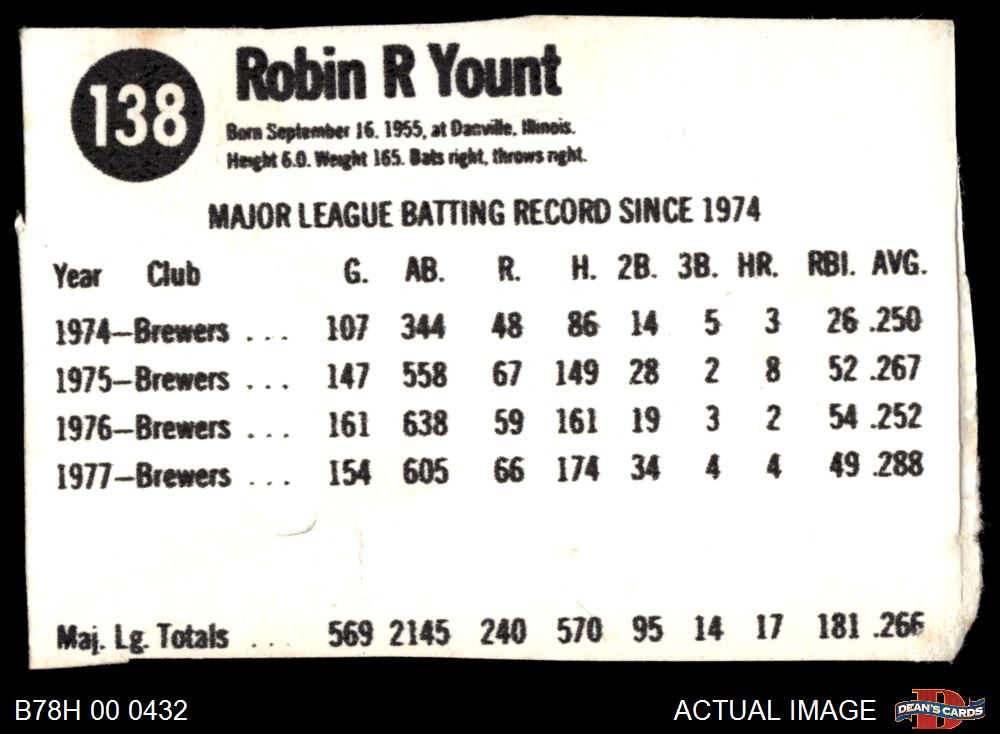 138
Robin R Yount
Born September 16, 1955, at Danville, Illinois.
Height 6.0. Weight 165. Bats right, throws right.
MAJOR LEAGUE BATTING RECORD SINCE 1974
Year Club G. AB. R. H. 2B. 3B. HR. RBI. AVG.
1974—Brewers ... 107 344 48 86 14 5 3 26 .250
1975—Brewers ... 147 558 67 149 28 2 8 52 .267
1976—Brewers ... 161 638 59 161 19 3 2 54 .252
1977—Brewers ... 154 605 66 174 34 4 4 49 .288
Maj. Lg. Totals ... 569 2145 240 570 95 14 17 181 .266
B78H 00 0432 ACTUAL IMAGE DEAN'S CARDS